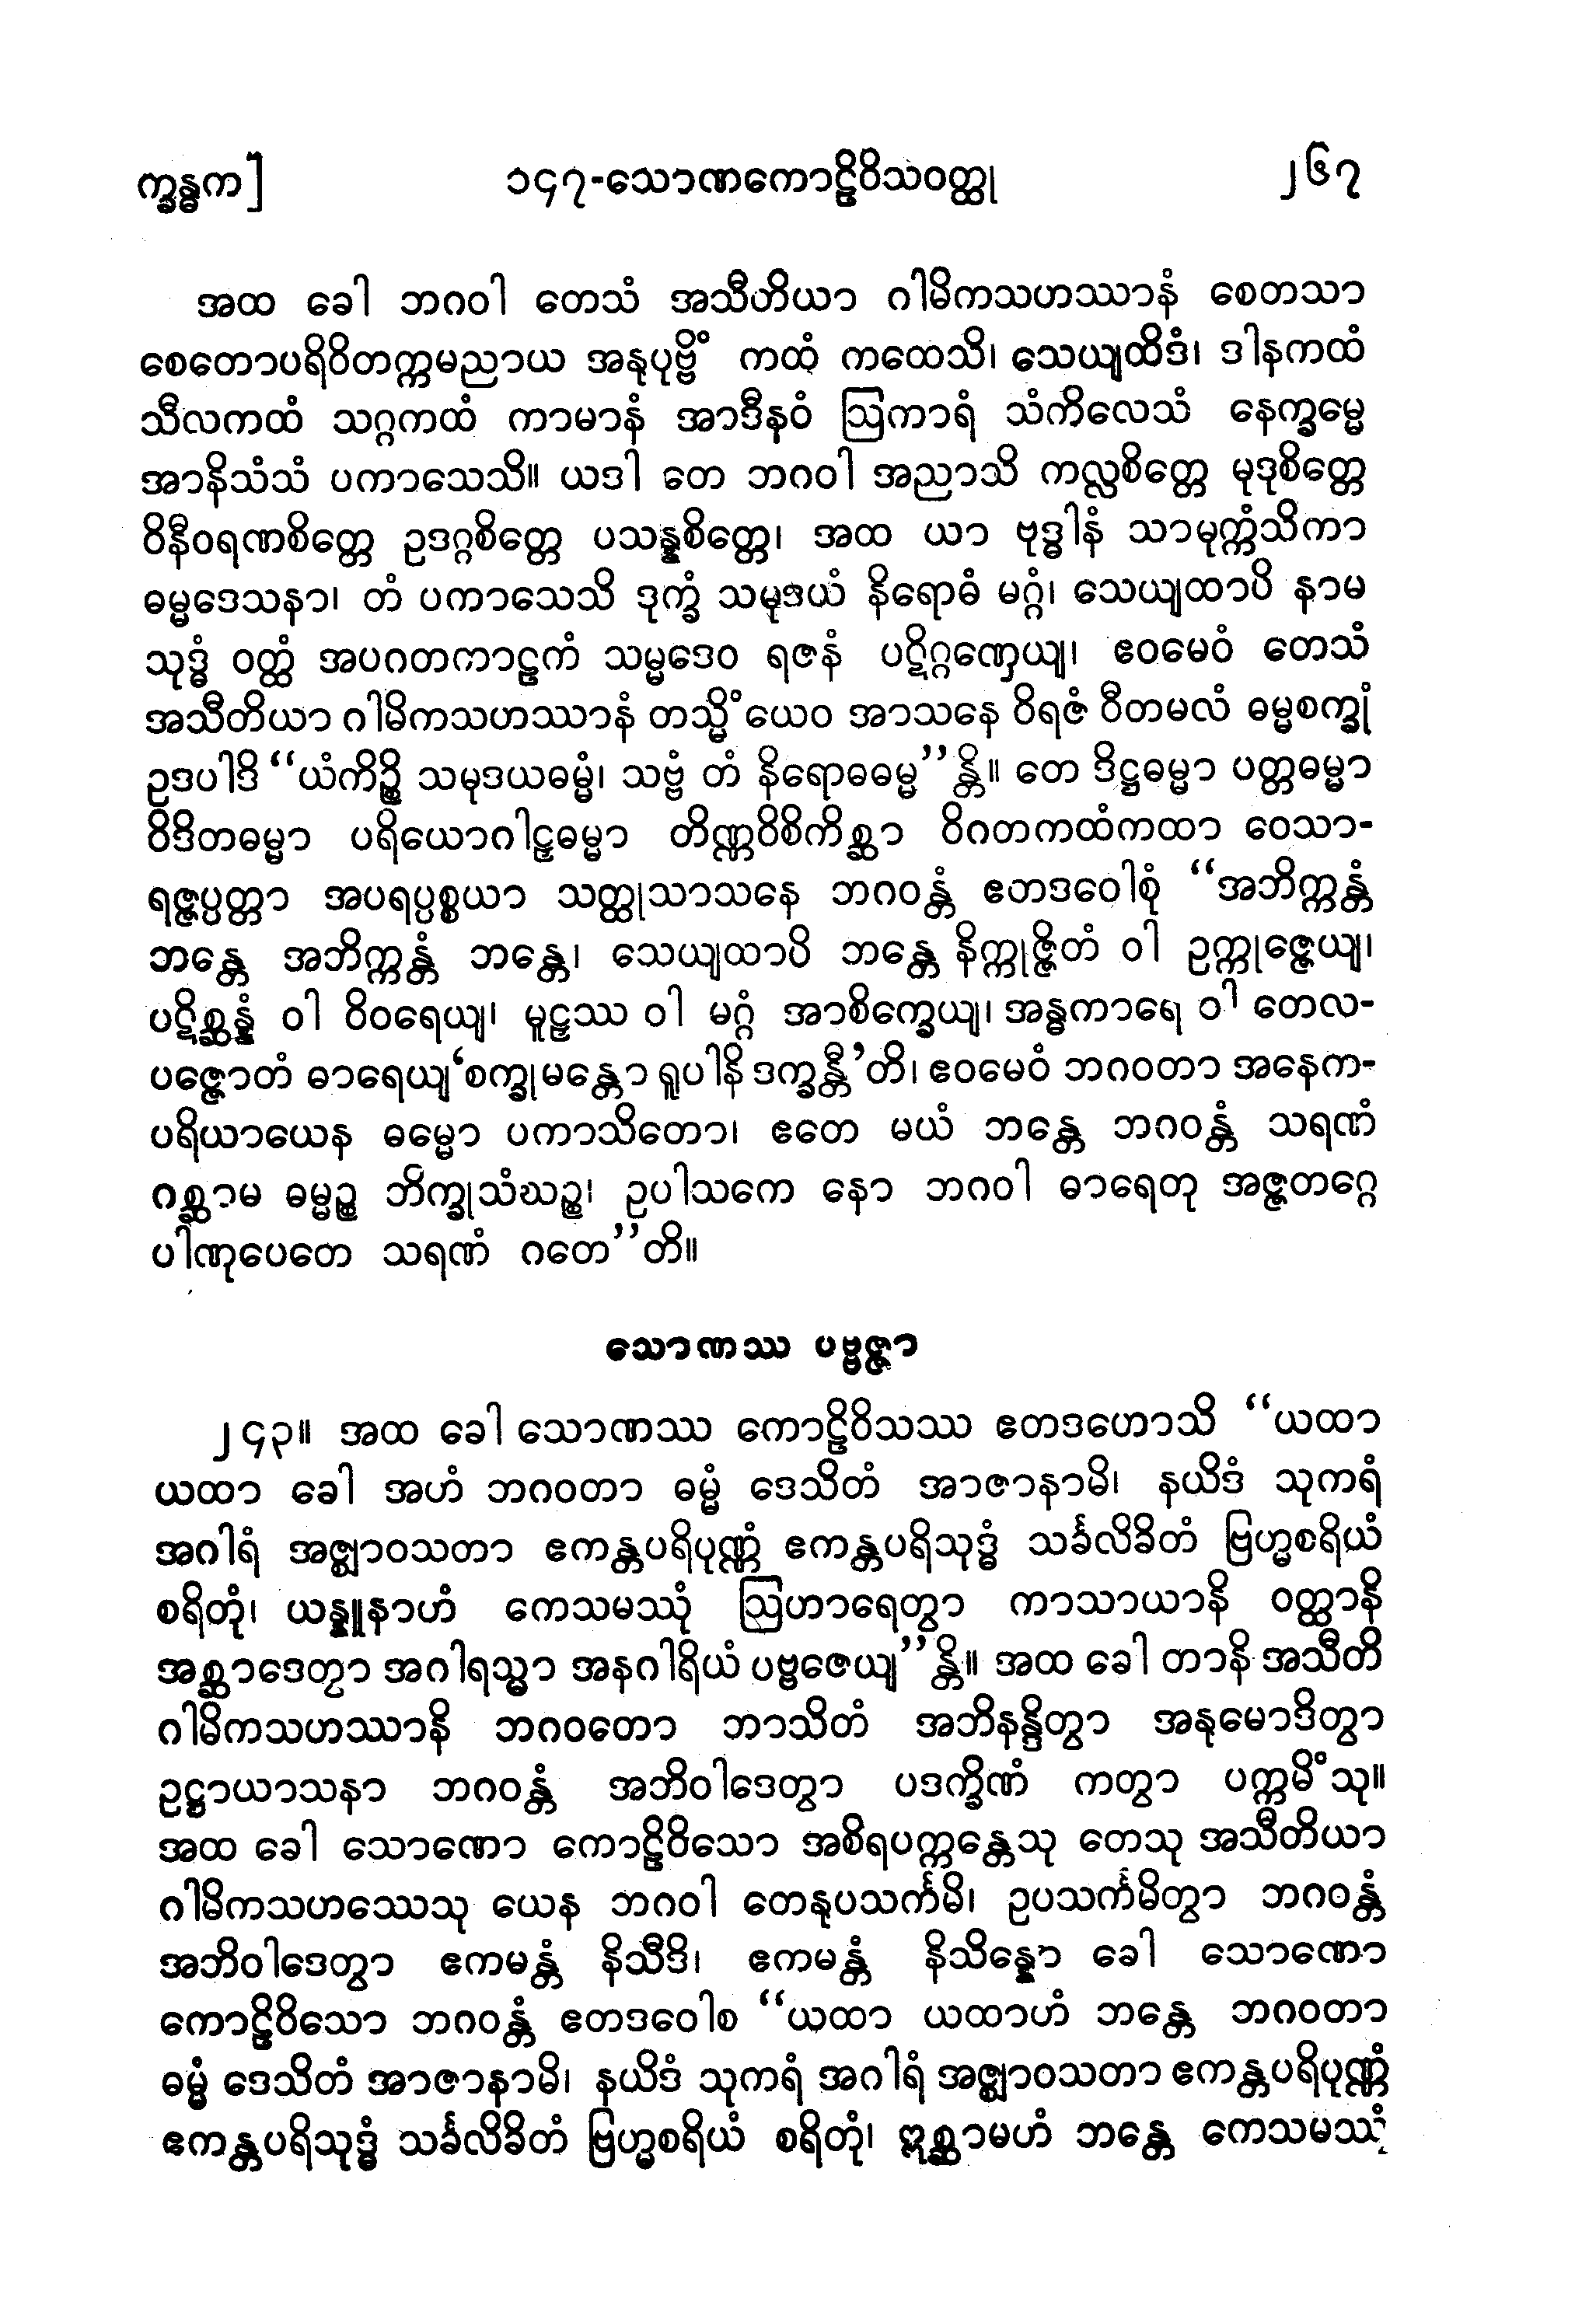 က္ခန္ဓက] ၁၄၇-သောဏကောဠိဝိသဝတ္ထု ၂၆၇
အထ ခေါ ဘဂဝါ တေသံ အသီတိယာ ဂါမိကသဟဿာနံ စေတသာ
စေတောပရိဝိတက္ကမညာယ အနုပုဗ္ဗိံ ကထံ ကထေသိ၊ သေယျထိဒံ၊ ဒါနကထံ
သီလကထံ သဂ္ဂကထံ ကာမာနံ အာဒီနဝံ ဩကာရံ သံကိလေသံ နေက္ခမ္မေ
အာနိသံသံ ပကာသေသိ။ ယဒါ တေ ဘဂဝါ အညာသိ ကလ္လစိတ္တေ မုဒုစိတ္တေ
ဝိနီဝရဏစိတ္တေ ဥဒဂ္ဂစိတ္တေ ပသန္နစိတ္တေ၊ အထ ယာ ဗုဒ္ဓါနံ သာမုက္ကံသိကာ
ဓမ္မဒေသနာ၊ တံ ပကာသေသိ ဒုက္ခံ သမုဒယံ နိရောဓံ မဂ္ဂံ၊ သေယျထာပိ နာမ
သုဒ္ဓံ ဝတ္ထံ အပဂတကာဠကံ သမ္မဒေဝ ရဇနံ ပဋိဂ္ဂဏှေယျ၊ ဧဝမေဝံ တေသံ
အသီတိယာ ဂါမိကသဟဿာနံ တသ္မိံယေဝ အာသနေ ဝိရဇံ ဝီတမလံ ဓမ္မစက္ခုံ
ဥဒပါဒိ “ယံကိဉ္စိ သမုဒယဓမ္မံ၊ သဗ္ဗံ တံ နိရောဓဓမ္မ”န္တိ။ တေ ဒိဋ္ဌဓမ္မာ ပတ္တဓမ္မာ
ဝိဒိတဓမ္မာ ပရိယောဂါဠှဓမ္မာ တိဏ္ဏဝိစိကိစ္ဆာ ဝိဂတကထံကထာ ဝေသာ-
ရဇ္ဇပ္ပတ္တာ အပရပ္ပစ္စယာ သတ္ထုသာသနေ ဘဂဝန္တံ ဧတဒဝေါစုံ “အဘိက္ကန္တံ
ဘန္တေ အဘိက္ကန္တံ ဘန္တေ၊ သေယျထာပိ ဘန္တေ နိက္ကုဇ္ဇိတံ ဝါ ဥက္ကုဇ္ဇေယျ၊
ပဋိစ္ဆန္နံ ဝါ ဝိဝရေယျ၊ မူဠှဿ ဝါ မဂ္ဂံ အာစိက္ခေယျ၊ အန္ဓကာရေ ဝါ တေလ-
ပဇ္ဇောတံ ဓာရေယျ‘စက္ခုမန္တော ရူပါနိ ဒက္ခန္တီ’တိ၊ ဧဝမေဝံ ဘဂဝတာ အနေက-
ပရိယာယေန ဓမ္မော ပကာသိတော၊ ဧတေ မယံ ဘန္တေ ဘဂဝန္တံ သရဏံ
ဂစ္ဆာမ ဓမ္မဉ္စ ဘိက္ခုသံဃဉ္စ၊ ဥပါသကေ နော ဘဂဝါ ဓာရေတု အဇ္ဇတဂ္ဂေ
ပါဏုပေတေ သရဏံ ဂတေ”တိ။
သောဏဿ ပဗ္ဗဇ္ဇာ
၂၄၃။ အထ ခေါ သောဏဿ ကောဠိဝိသဿ ဧတဒဟောသိ “ယထာ
ယထာ ခေါ အဟံ ဘဂဝတာ ဓမ္မံ ဒေသိတံ အာဇာနာမိ၊ နယိဒံ သုကရံ
အဂါရံ အဇ္ဈာဝသတာ ဧကန္တပရိပုဏ္ဏံ ဧကန္တပရိသုဒ္ဓံ သင်္ခလိခိတံ ဗြဟ္မစရိယံ
စရိတုံ၊ ယန္နူနာဟံ ကေသမဿုံ ဩဟာရေတွာ ကာသာယာနိ ဝတ္ထာနိ
အစ္ဆာဒေတွာ အဂါရသ္မာ အနဂါရိယံ ပဗ္ဗဇေယျ”န္တိ။ အထ ခေါ တာနိ အသီတိ
ဂါမိကသဟဿာနိ ဘဂဝတော ဘာသိတံ အဘိနန္ဒိတွာ အနုမောဒိတွာ
ဥဋ္ဌာယာသနာ ဘဂဝန္တံ အဘိဝါဒေတွာ ပဒက္ခိဏံ ကတွာ ပက္ကမိံသု။
အထ ခေါ သောဏော ကောဠိဝိသော အစိရပက္ကန္တေသု တေသု အသီတိယာ
ဂါမိကသဟဿေသု ယေန ဘဂဝါ တေနုပသင်္ကမိ၊ ဥပသင်္ကမိတွာ ဘဂဝန္တံ
အဘိဝါဒေတွာ ဧကမန္တံ နိသီဒိ၊ ဧကမန္တံ နိသိန္နော ခေါ သောဏော
ကောဠိဝိသော ဘဂဝန္တံ ဧတဒဝေါစ “ယထာ ယထာဟံ ဘန္တေ ဘဂဝတာ
ဓမ္မံ ဒေသိတံ အာဇာနာမိ၊ နယိဒံ သုကရံ အဂါရံ အဇ္ဈာဝသတာ ဧကန္တပရိပုဏ္ဏံ
ဧကန္တပရိသုဒ္ဓံ သင်္ခလိခိတံ ဗြဟ္မစရိယံ စရိတုံ၊ ဣစ္ဆာမဟံ ဘန္တေ ကေသမဿုံ